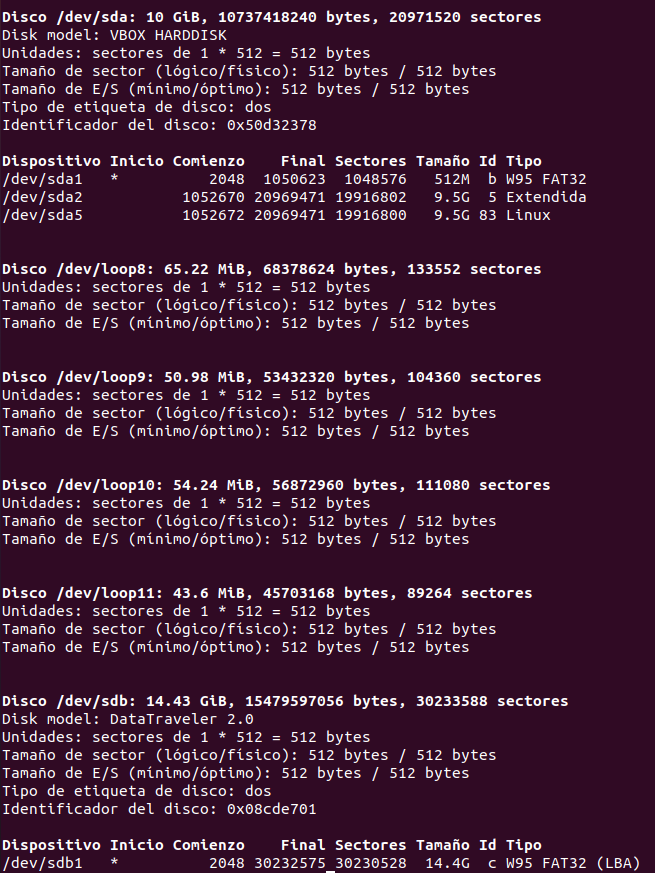 Disco /dev/sda: 10 GiB, 10737418240 bytes, 20971520 sectores
Disk model: VBOX HARDDISK
Unidades: sectores de 1 * 512 = 512 bytes
Tamaño de sector (lógico/físico): 512 bytes / 512 bytes
Tamaño de E/S (mínimo/óptimo): 512 bytes / 512 bytes
Tipo de etiqueta de disco: dos
Identificador del disco: 0x50d32378
Dispositivo Inicio Comienzo    Final Sectores Tamaño Id Tipo
/dev/sda1   *          2048  1050623  1048576   512M  b W95 FAT32
/dev/sda2           1052670 20969471 19916802   9.5G  5 Extendida
/dev/sda5           1052672 20969471 19916800   9.5G 83 Linux
Disco /dev/loop8: 65.22 MiB, 68378624 bytes, 133552 sectores
Unidades: sectores de 1 * 512 = 512 bytes
Tamaño de sector (lógico/físico): 512 bytes / 512 bytes
Tamaño de E/S (mínimo/óptimo): 512 bytes / 512 bytes
Disco /dev/loop9: 50.98 MiB, 53432320 bytes, 104360 sectores
Unidades: sectores de 1 * 512 = 512 bytes
Tamaño de sector (lógico/físico): 512 bytes / 512 bytes
Tamaño de E/S (mínimo/óptimo): 512 bytes / 512 bytes
Disco /dev/loop10: 54.24 MiB, 56872960 bytes, 111080 sectores
Unidades: sectores de 1 * 512 = 512 bytes
Tamaño de sector (lógico/físico): 512 bytes / 512 bytes
Tamaño de E/S (mínimo/óptimo): 512 bytes / 512 bytes
Disco /dev/loop11: 43.6 MiB, 45703168 bytes, 89264 sectores
Unidades: sectores de 1 * 512 = 512 bytes
Tamaño de sector (lógico/físico): 512 bytes / 512 bytes
Tamaño de E/S (mínimo/óptimo): 512 bytes / 512 bytes
Disco /dev/sdb: 14.43 GiB, 15479597056 bytes, 30233588 sectores
Disk model: DataTraveler 2.0
Unidades: sectores de 1 * 512 = 512 bytes
Tamaño de sector (lógico/físico): 512 bytes / 512 bytes
Tamaño de E/S (mínimo/óptimo): 512 bytes / 512 bytes
Tipo de etiqueta de disco: dos
Identificador del disco: 0x08cde701
Dispositivo Inicio Comienzo    Final Sectores Tamaño Id Tipo
/dev/sdb1   *          2048 30232575 30230528  14.4G  c W95 FAT32 (LBA)